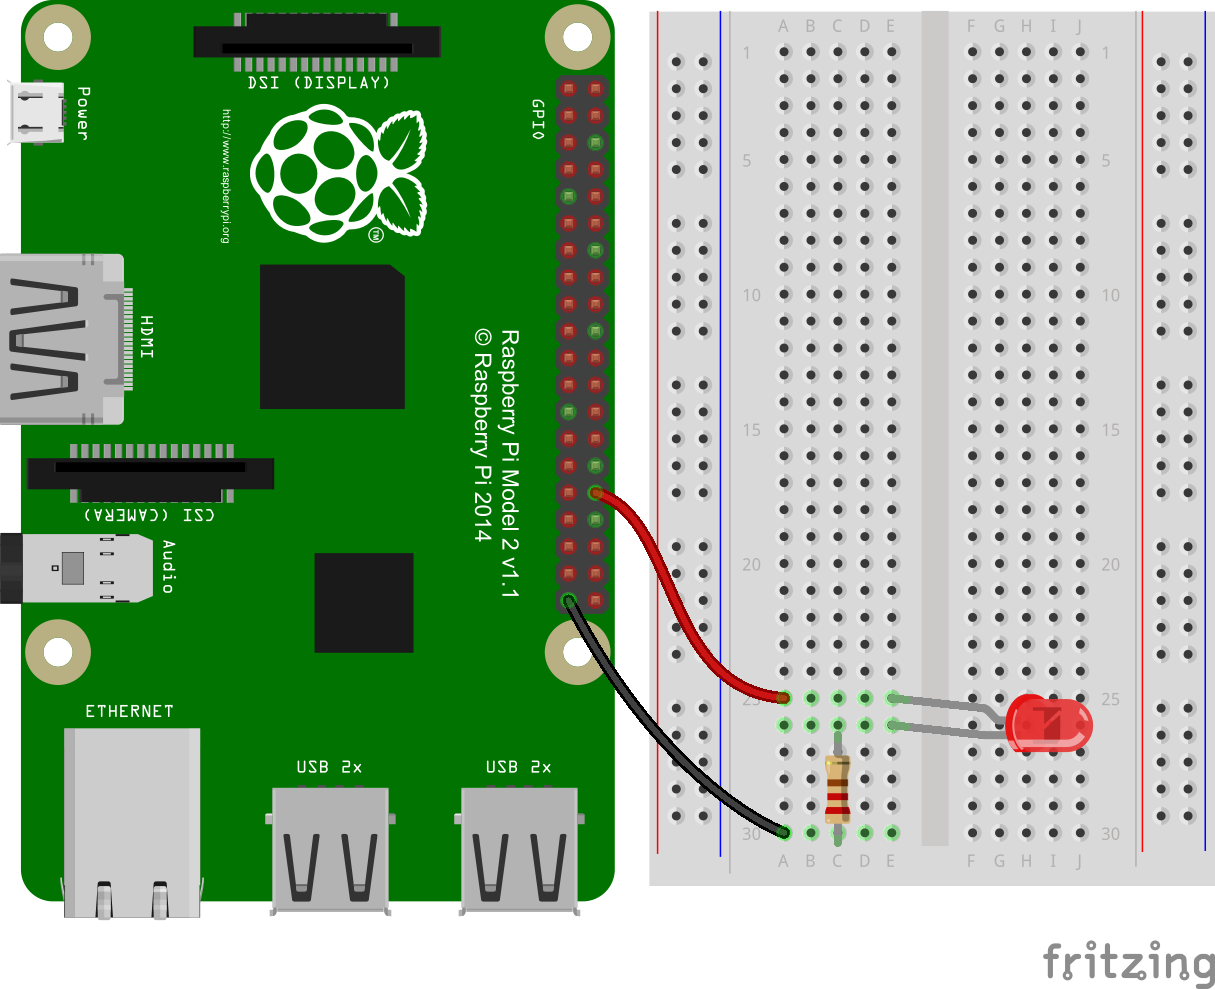 DSI (DISPLAY)
Power
http://www.raspberrypi.org
TM
GPIO
HDMI
Raspberry Pi Model 2 v1.1
© Raspberry Pi 2014
CSI (CAMERA)
Audio
ETHERNET
USB 2x
USB 2x
A B C D E F G H I J
1 1
5 5
10 10
15 15
20 20
25 25
30 30
A B C D E F G H I J
fritzing